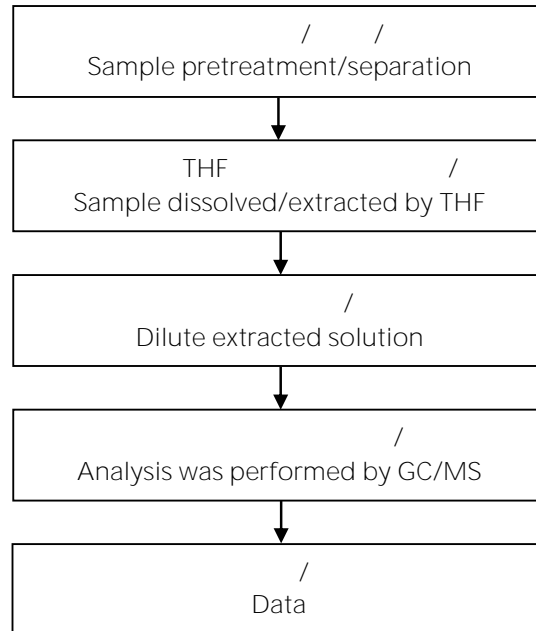 / /
Sample pretreatment/separation
THF /
Sample dissolved/extracted by THF
/
Dilute extracted solution
/
Analysis was performed by GC/MS
/
Data